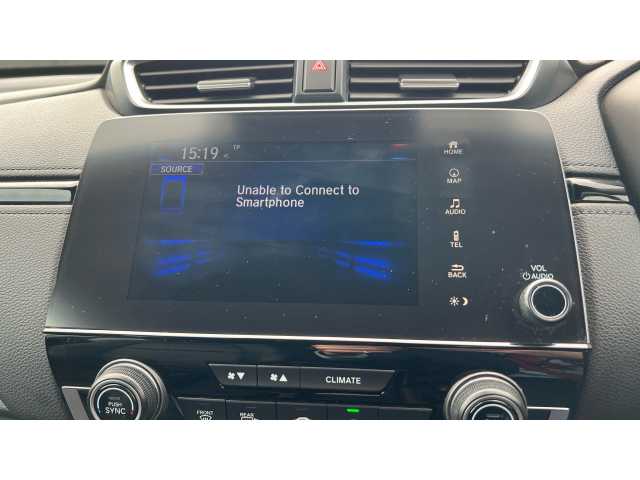 15:19
TP
SOURCE
Unable to Connect to
Smartphone
HOME
MAP
AUDIO
TEL
BACK
VOL
AUDIO
CLIMATE
PUSH
SYNC
FRONT
REAR